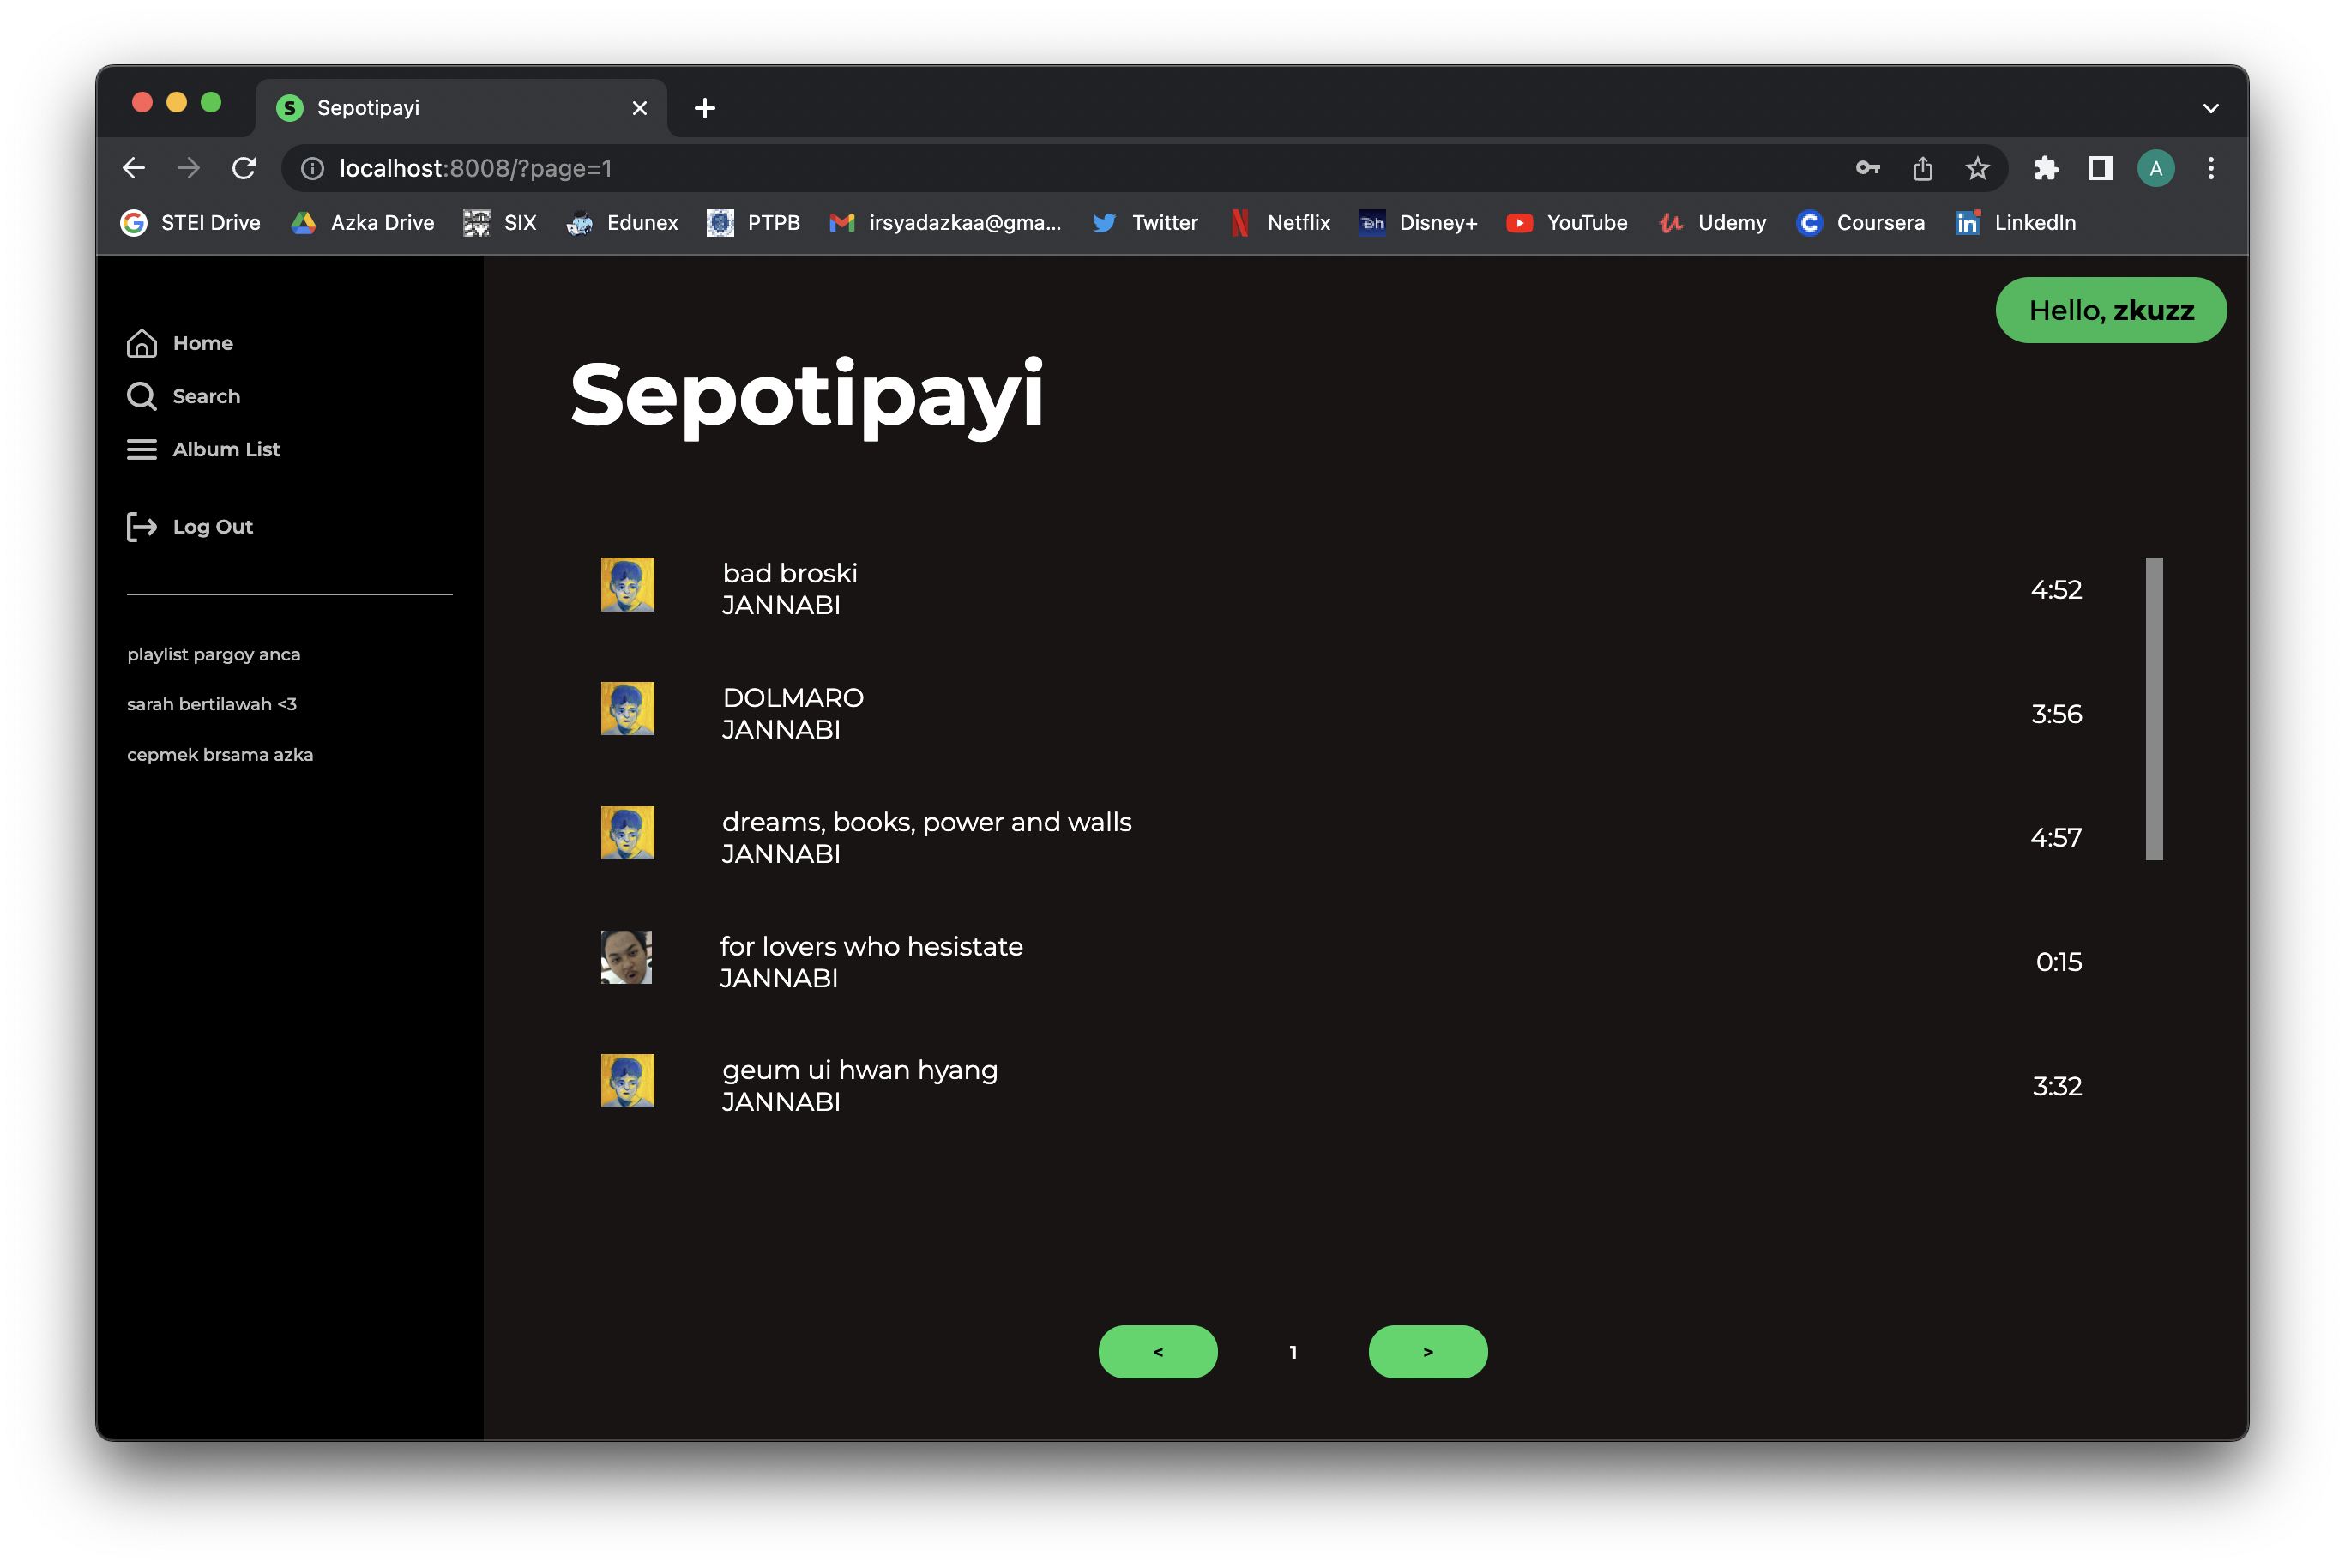 Sepotipayi
localhost:8008/?page=1
A
STEI Drive Azka Drive SIX Edunex PTPB irsyadazkaa@gma... Twitter Netflix Disney+ YouTube Udemy Coursera LinkedIn
Hello, zkuzz
Home
Search
Album List
Log Out
playlist pargoy anca
sarah bertilawah <3
cepmek brsama azka
Sepotipayi
bad broski
JANNABI
4:52
DOLMARO
JANNABI
3:56
dreams, books, power and walls
JANNABI
4:57
for lovers who hesistate
JANNABI
0:15
geum ui hwan hyang
JANNABI
3:32
< 1 >